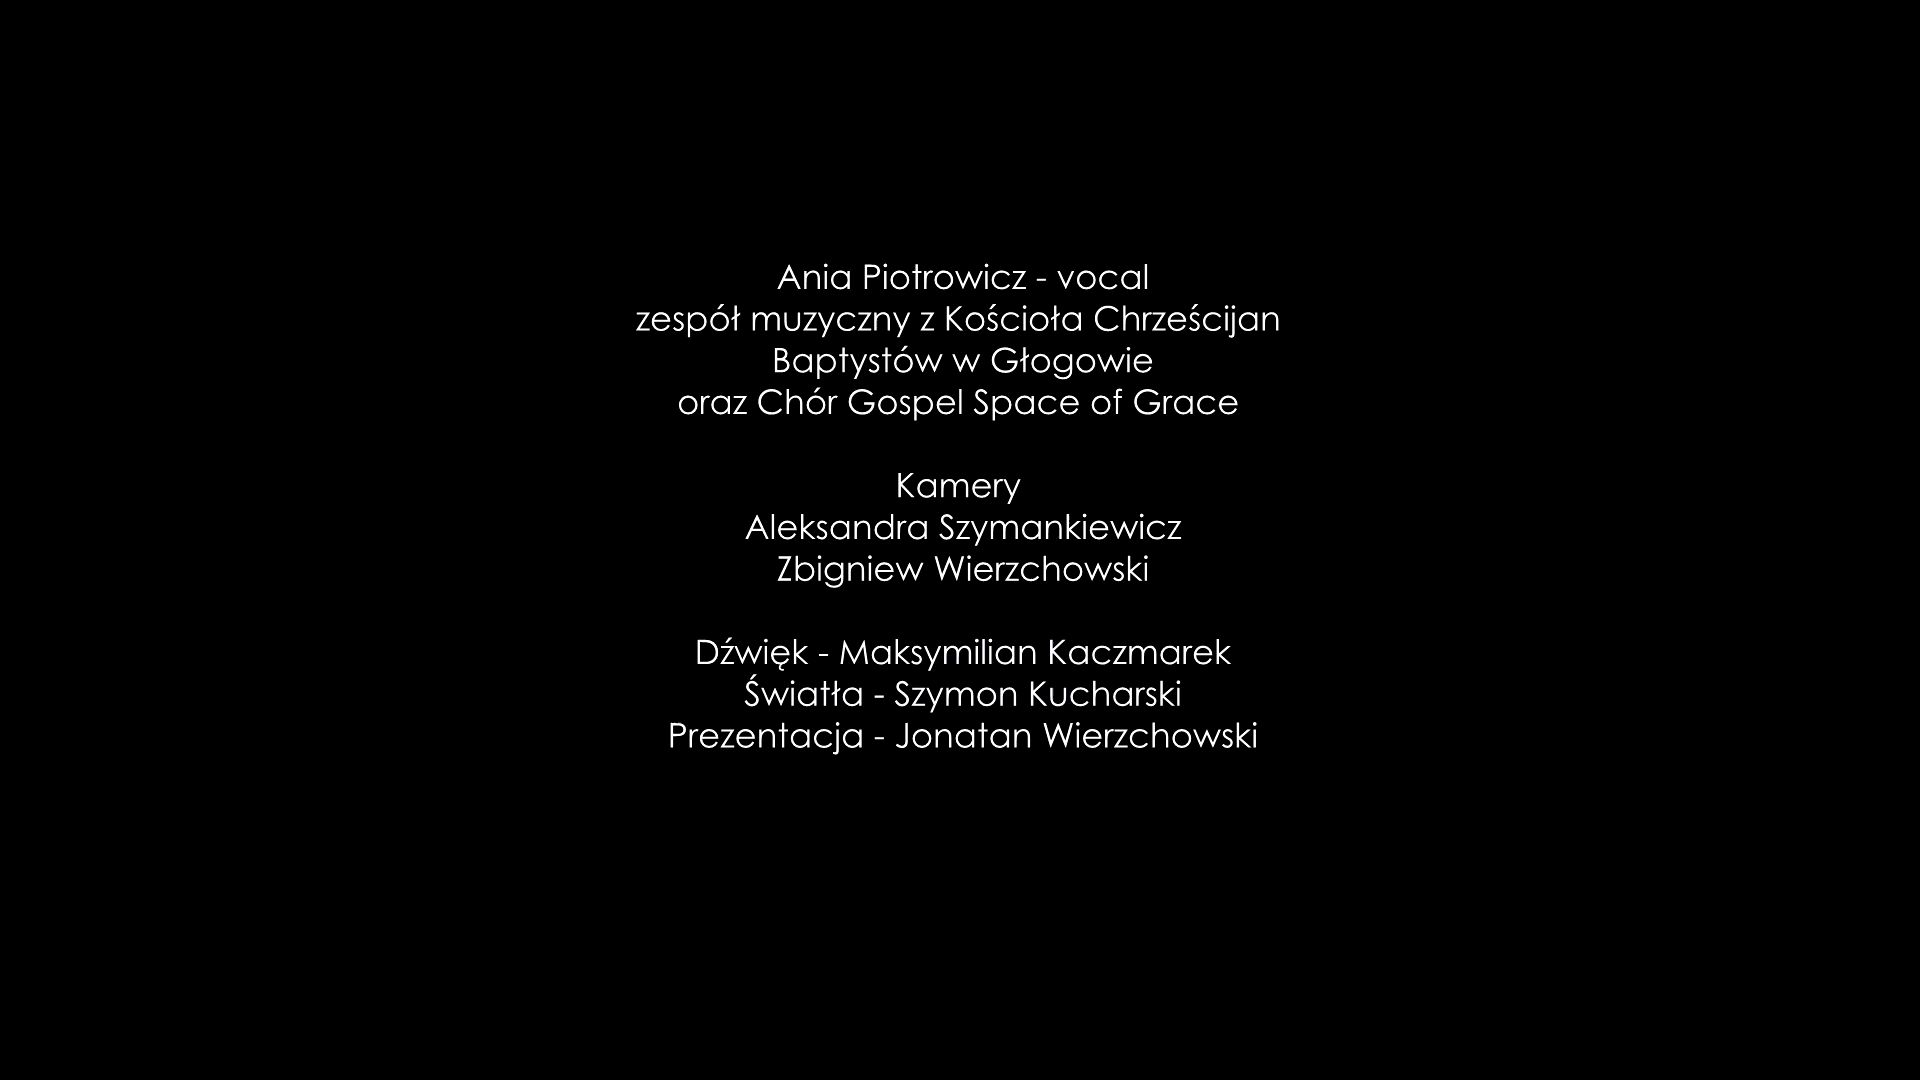 Ania Piotrowicz - vocal
zespół muzyczny z Kościoła Chrześcijan
Baptystów w Głogowie
oraz Chór Gospel Space of Grace
Kamery
Aleksandra Szymankiewicz
Zbigniew Wierzchowski
Dźwięk - Maksymilian Kaczmarek
Światła - Szymon Kucharski
Prezentacja - Jonatan Wierzchowski